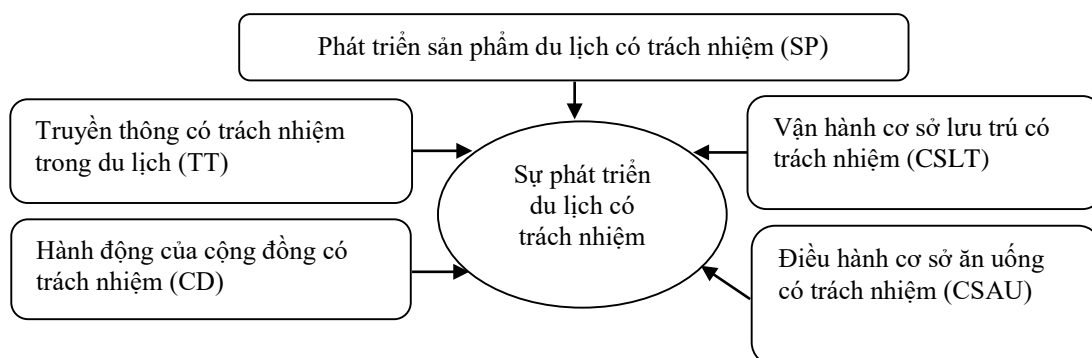 Phát triển sản phẩm du lịch có trách nhiệm (SP)
Truyền thông có trách nhiệm
trong du lịch (TT)
Vận hành cơ sở lưu trú có
trách nhiệm (CSLT)
Sự phát triển
du lịch có
trách nhiệm
Hành động của cộng đồng có
trách nhiệm (CD)
Điều hành cơ sở ăn uống
có trách nhiệm (CSAU)